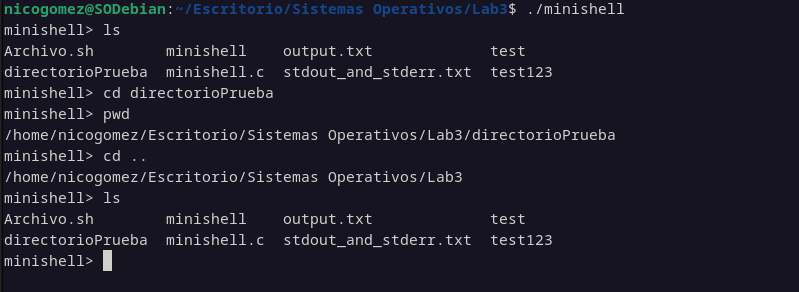 nicogomez@SODebian:~/Escritorio/Sistemas Operativos/Lab3$ ./minishell
minishell> ls
Archivo.sh       minishell    output.txt             test
directorioPrueba  minishell.c  stdout_and_stderr.txt  test123
minishell> cd directorioPrueba
minishell> pwd
/home/nicogomez/Escritorio/Sistemas Operativos/Lab3/directorioPrueba
minishell> cd ..
/home/nicogomez/Escritorio/Sistemas Operativos/Lab3
minishell> ls
Archivo.sh       minishell    output.txt             test
directorioPrueba  minishell.c  stdout_and_stderr.txt  test123
minishell>